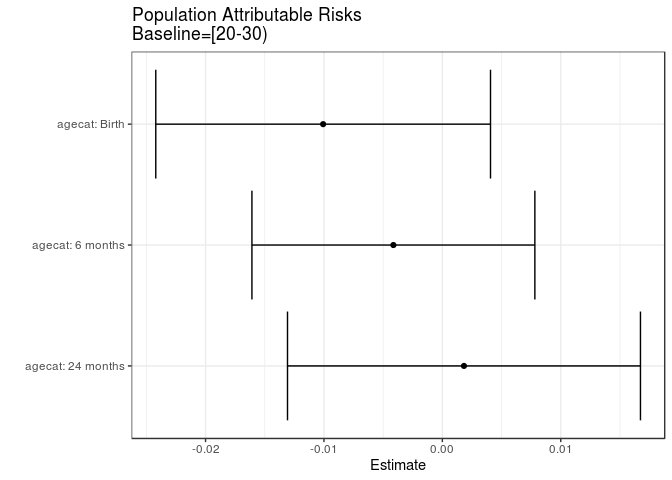 Population Attributable Risks
Baseline=[20-30)
agecat: Birth
agecat: 6 months
agecat: 24 months
-0.02
-0.01
0.00
0.01
Estimate